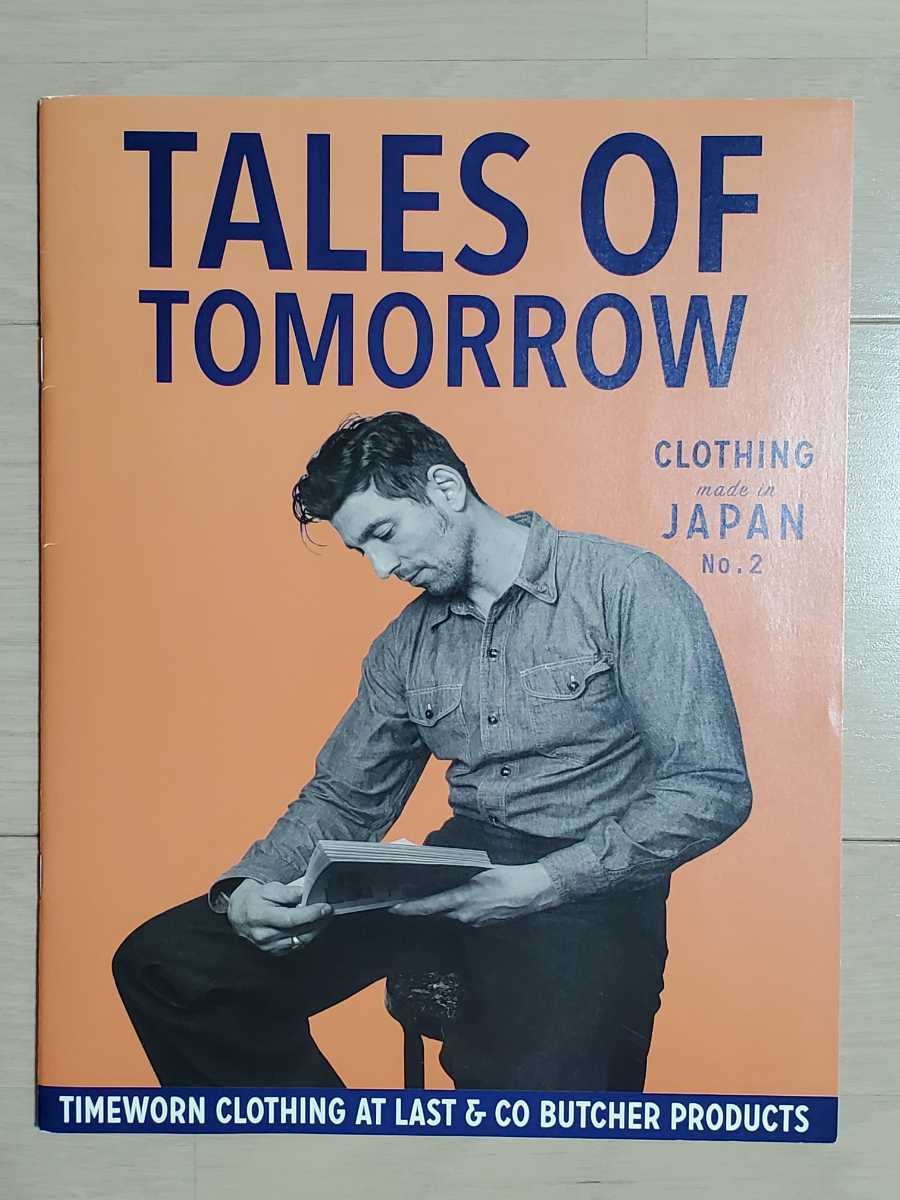 TALES OF
TOMORROW
CLOTHING
made in
JAPAN
No.2
TIMEWORN CLOTHING AT LAST & CO BUTCHER PRODUCTS